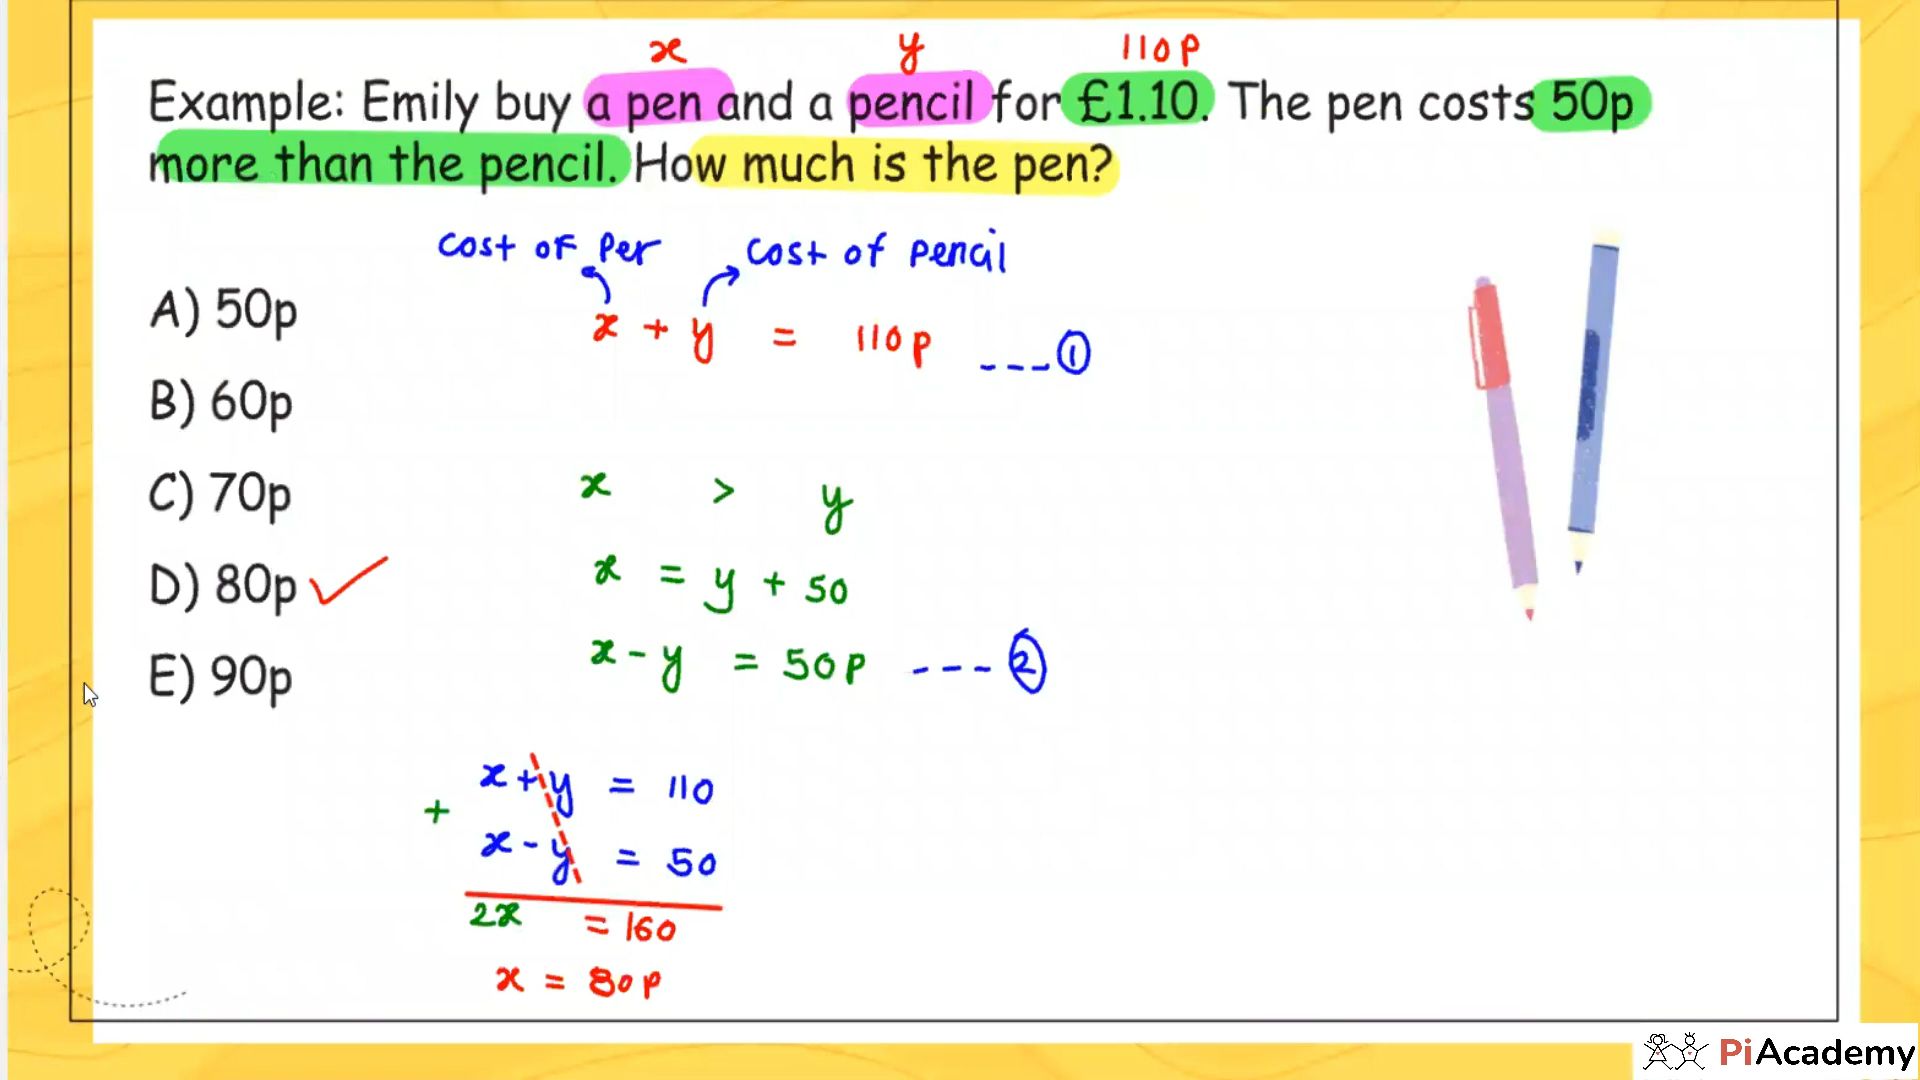 x y 110p
Example: Emily buy a pen and a pencil for £1.10. The pen costs 50p
more than the pencil. How much is the pen?
cost of Per cost of pencil
A) 50p
x + y = 110p ---①
B) 60p
C) 70p
x > y
D) 80p
x = y + 50
E) 90p
x - y = 50p ---②
x + y = 110
+
x - y = 50
2x = 160
x = 80p
PiAcademy